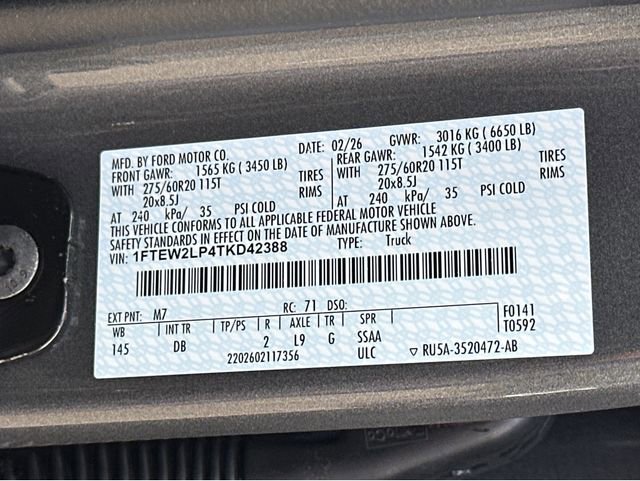 MFD. BY FORD MOTOR CO.
DATE: 02/26 GVWR: 3016 KG ( 6650 LB)
FRONT GAWR: 1565 KG ( 3450 LB) REAR GAWR: 1542 KG ( 3400 LB)
WITH 275/60R20 115T TIRES WITH 275/60R20 115T TIRES
20x8.5J RIMS 20x8.5J RIMS
AT 240 kPa/ 35 PSI COLD AT 240 kPa/ 35 PSI COLD
THIS VEHICLE CONFORMS TO ALL APPLICABLE FEDERAL MOTOR VEHICLE
SAFETY STANDARDS IN EFFECT ON THE DATE OF MANUFACTURE SHOWN ABOVE.
VIN: 1FTEW2LP4TKD42388 TYPE: Truck
EXT PNT: M7 RC: 71 DSO:
WB INT TR TP/PS R AXLE TR SPR F0141
145 DB 2 L9 G SSAA T0592
2202602117356 ULC ▽ RU5A-3520472-AB